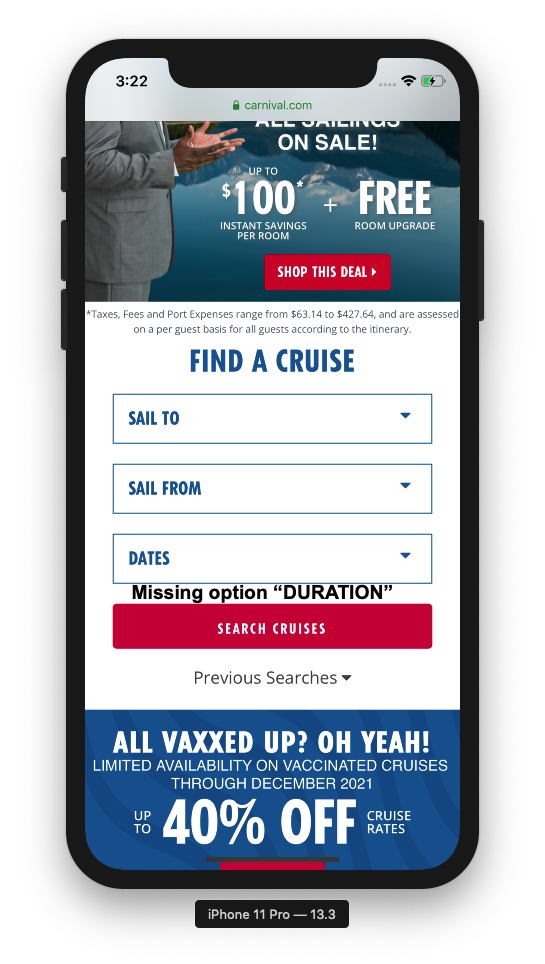 3:22
carnival.com
ALL SAILINGS
ON SALE!
UP TO
$100* + FREE
INSTANT SAVINGS
PER ROOM
ROOM UPGRADE
SHOP THIS DEAL
*Taxes, Fees and Port Expenses range from $63.14 to $427.64, and are assessed
on a per guest basis for all guests according to the itinerary.
FIND A CRUISE
SAIL TO
SAIL FROM
DATES
Missing option “DURATION”
SEARCH CRUISES
Previous Searches
ALL VAXXED UP? OH YEAH!
LIMITED AVAILABILITY ON VACCINATED CRUISES
THROUGH DECEMBER 2021
UP TO 40% OFF CRUISE RATES
iPhone 11 Pro — 13.3